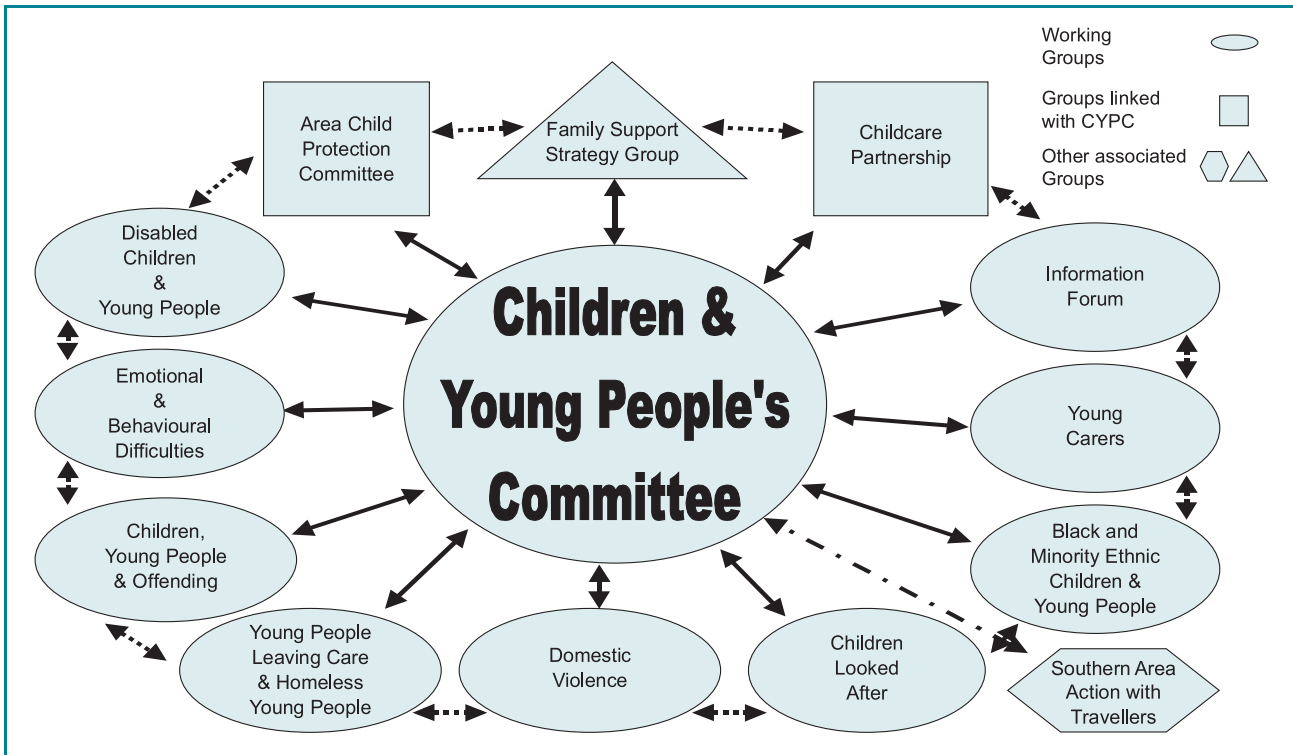 Working
Groups
Groups linked
with CYPC
Other associated
Groups
Area Child
Protection
Committee
Family Support
Strategy Group
Childcare
Partnership
Disabled
Children
&
Young People
Information
Forum
Children &
Young People's
Committee
Emotional
&
Behavioural
Difficulties
Young
Carers
Children,
Young People
& Offending
Black and
Minority Ethnic
Children &
Young People
Young People
Leaving Care
& Homeless
Young People
Domestic
Violence
Children
Looked
After
Southern Area
Action with
Travellers